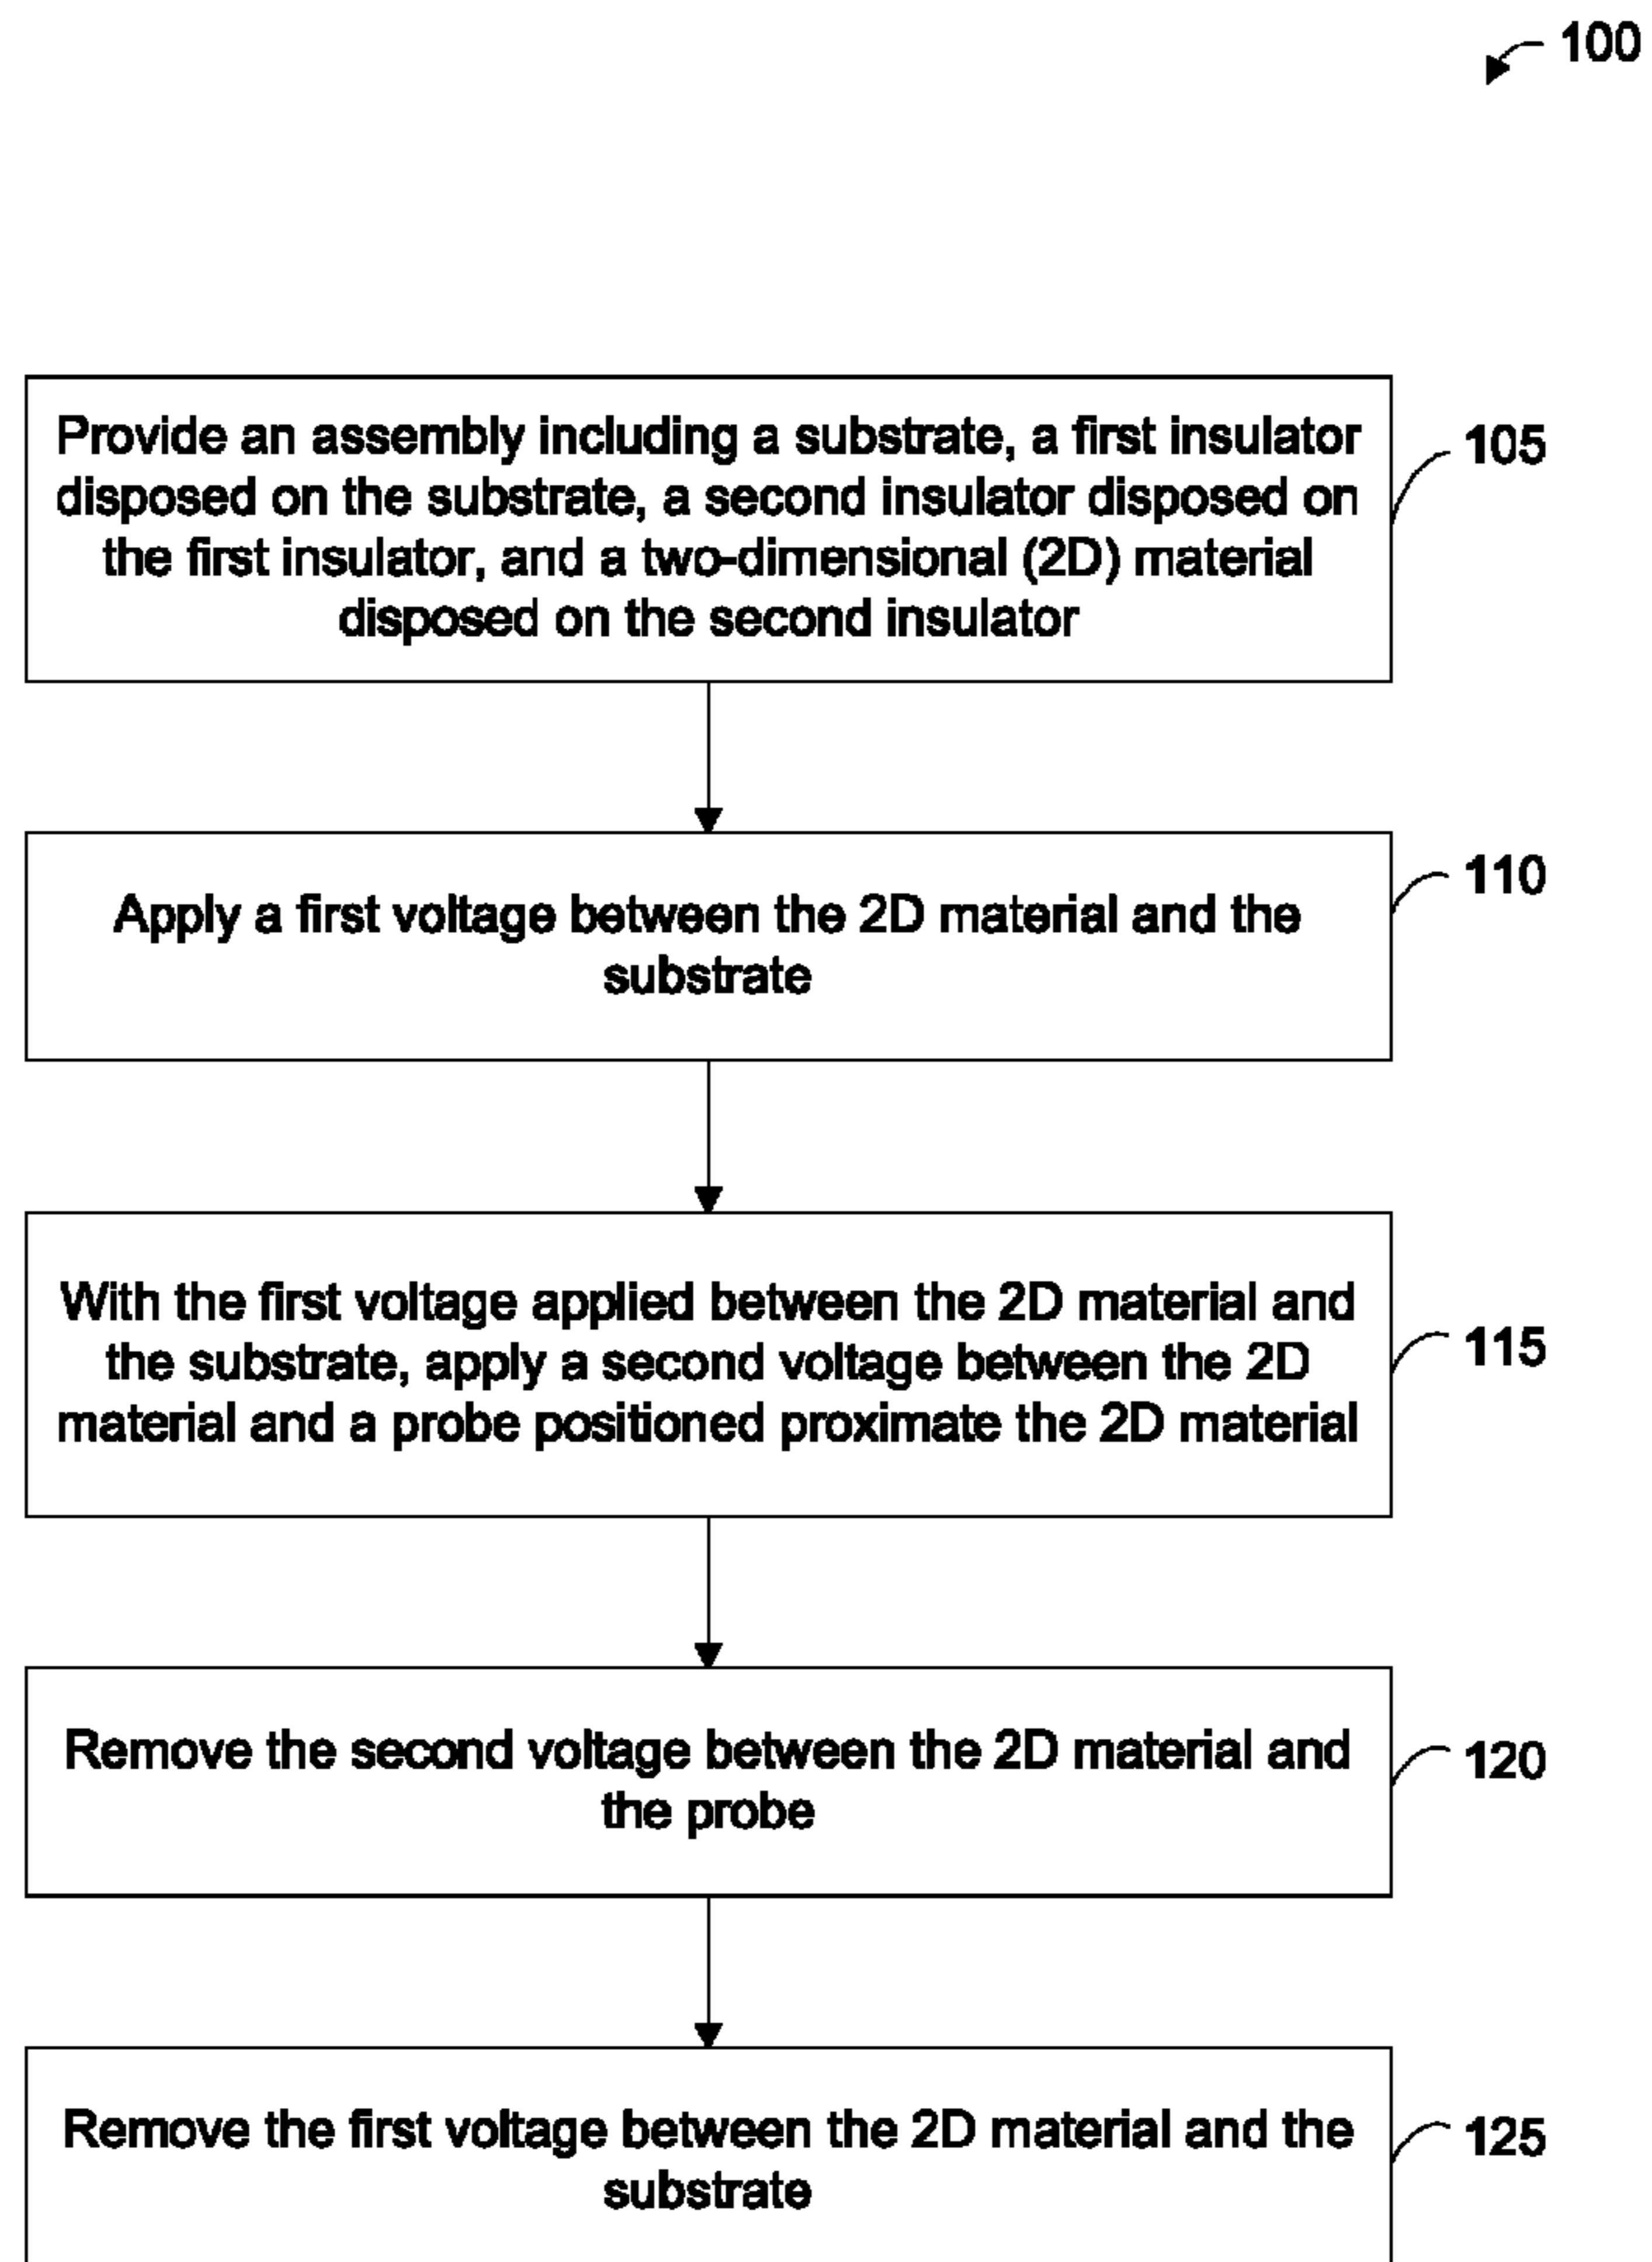 100
Provide an assembly including a substrate, a first insulator
disposed on the substrate, a second insulator disposed on
the first insulator, and a two-dimensional (2D) material
disposed on the second insulator
105
Apply a first voltage between the 2D material and the
substrate
110
With the first voltage applied between the 2D material and
the substrate, apply a second voltage between the 2D
material and a probe positioned proximate the 2D material
115
Remove the second voltage between the 2D material and
the probe
120
Remove the first voltage between the 2D material and the
substrate
125